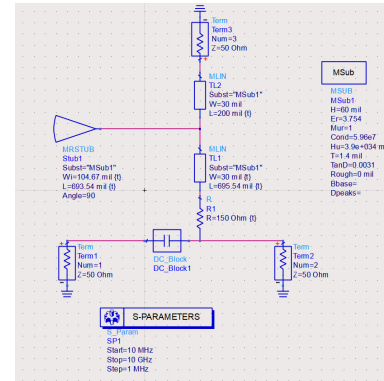 Term
Term3
Num=3
Z=50 Ohm
MLIN
TL2
Subst="MSub1"
W=30 mil
L=200 mil {t}
MSub
MSUB
MSub1
H=60 mil
Er=3.754
Mur=1
Cond=5.96e7
Hu=3.9e+034 m
T=1.4 mil
TanD=0.0031
Rough=0 mil
Bbase=
Dpeaks=
MRSTUB
Stub1
Subst="MSub1"
Wi=104.67 mil {t}
L=693.54 mil {t}
Angle=90
MLIN
TL1
Subst="MSub1"
W=30 mil {t}
L=695.54 mil {t}
R
R1
R=150 Ohm {t}
Term
Term1
Num=1
Z=50 Ohm
DC_Block
DC_Block1
Term
Term2
Num=2
Z=50 Ohm
S-PARAMETERS
S_Param
SP1
Start=10 MHz
Stop=10 GHz
Step=1 MHz